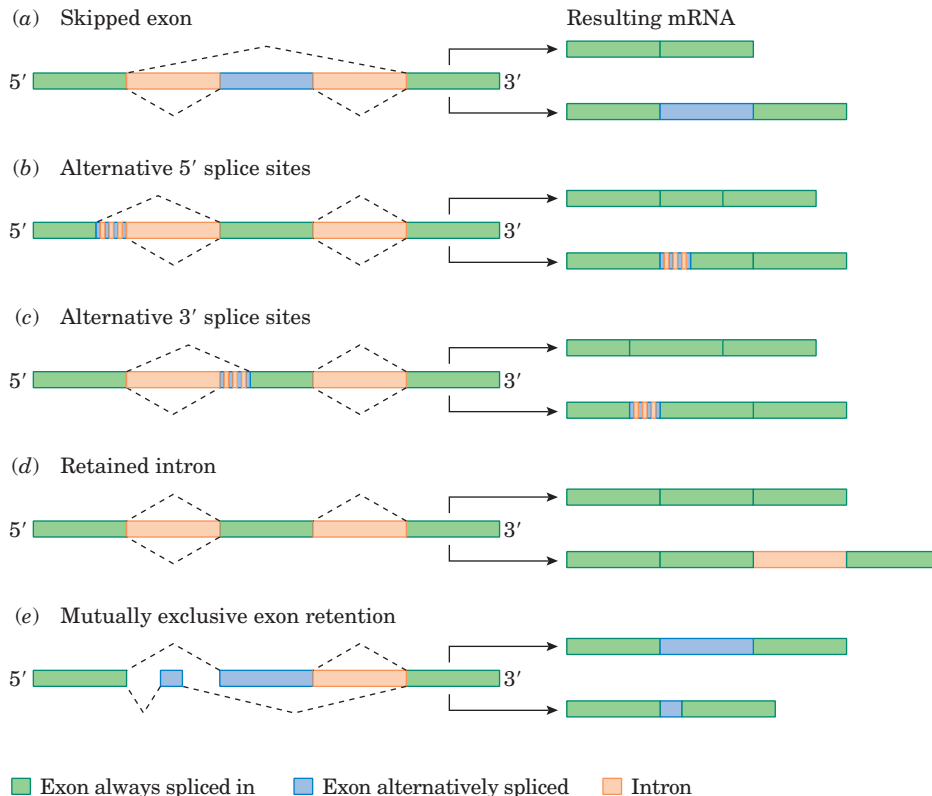 (a) Skipped exon
Resulting mRNA
5′ 3′
(b) Alternative 5′ splice sites
5′ 3′
(c) Alternative 3′ splice sites
5′ 3′
(d) Retained intron
5′ 3′
(e) Mutually exclusive exon retention
5′ 3′
Exon always spliced in Exon alternatively spliced Intron